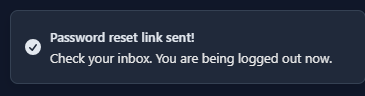 Password reset link sent!
Check your inbox. You are being logged out now.